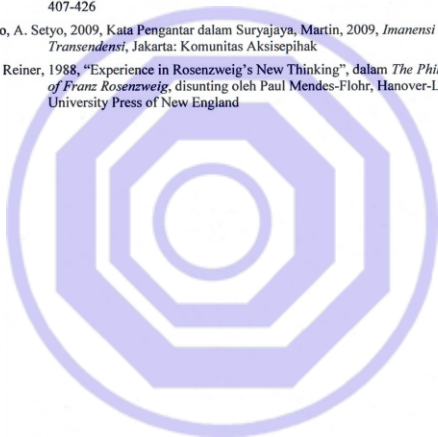 407-426
o, A. Setyo, 2009, Kata Pengantar dalam Suryajaya, Martin, 2009, Imanensi
Transendensi, Jakarta: Komunitas Aksisepihak
Reiner, 1988, “Experience in Rosenzweig’s New Thinking”, dalam The Phil
of Franz Rosenzweig, disunting oleh Paul Mendes-Flohr, Hanover-L
University Press of New England